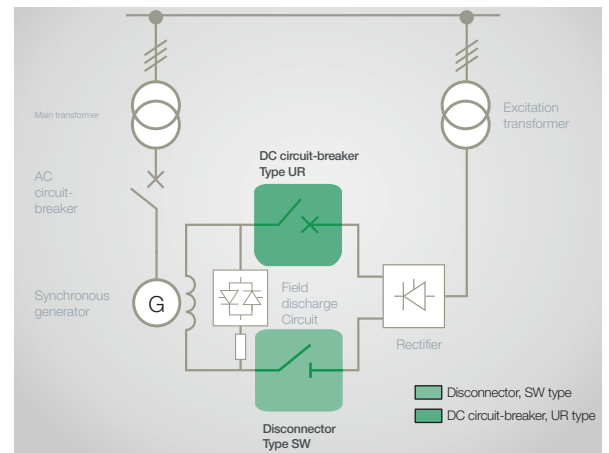 Main transformer
Excitation
transformer
DC circuit-breaker
Type UR
AC
circuit-
breaker
Synchronous
generator
G
Field
discharge
Circuit
Rectifier
Disconnector, SW type
DC circuit-breaker, UR type
Disconnector
Type SW